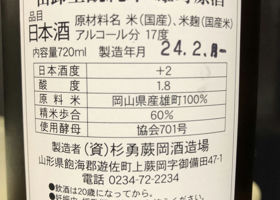 品目 原材料名 米(国産)、米麹(国産米)
日本酒 アルコール分 17度
内容量720ml 製造年月 24.2.
日本酒度 +2
酸度 1.8
原料米 岡山県産雄町100%
精米歩合 60%
使用酵母 協会701号
製造者 (資)杉勇蕨岡酒造場
山形県飽海郡遊佐町上蕨岡字御備田47-1
電話 0234-72-2234
●飲酒は20歳になってから。